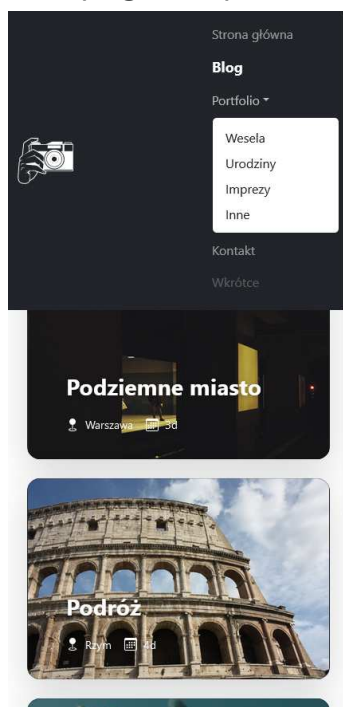 Strona główna
Blog
Portfolio
Wesela
Urodziny
Imprezy
Inne
Kontakt
Wkrótce
Podziemne miasto
Warszawa 3d
Podróż
Rzym 4d